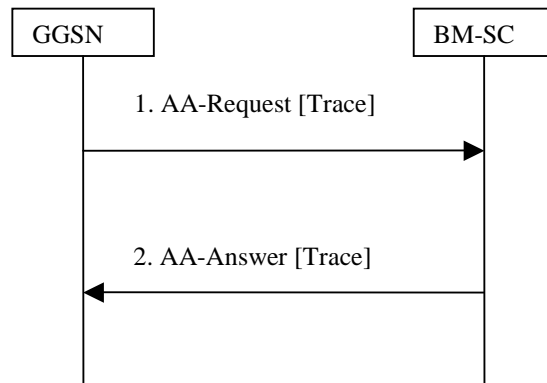 GGSN
BM-SC
1. AA-Request [Trace]
2. AA-Answer [Trace]